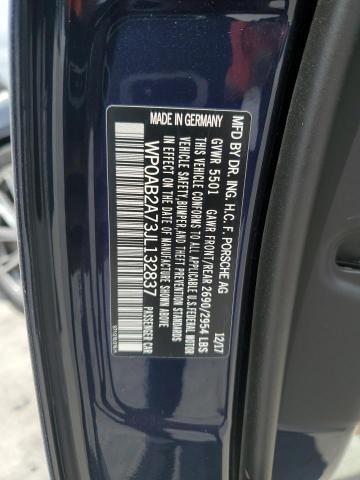 MFD BY DR. ING. H.C. F. PORSCHE AG
GVWR 5501 GAWR FRONT/REAR 2690/2954 LBS 12/17
THIS VEHICLE CONFORMS TO ALL APPLICABLE U.S. FEDERAL MOTOR
VEHICLE SAFETY, BUMPER, AND THEFT PREVENTION STANDARDS
IN EFFECT ON THE DATE OF MANUFACTURE SHOWN ABOVE
WP0AB2A73JL132837 PASSENGER CAR
MADE IN GERMANY